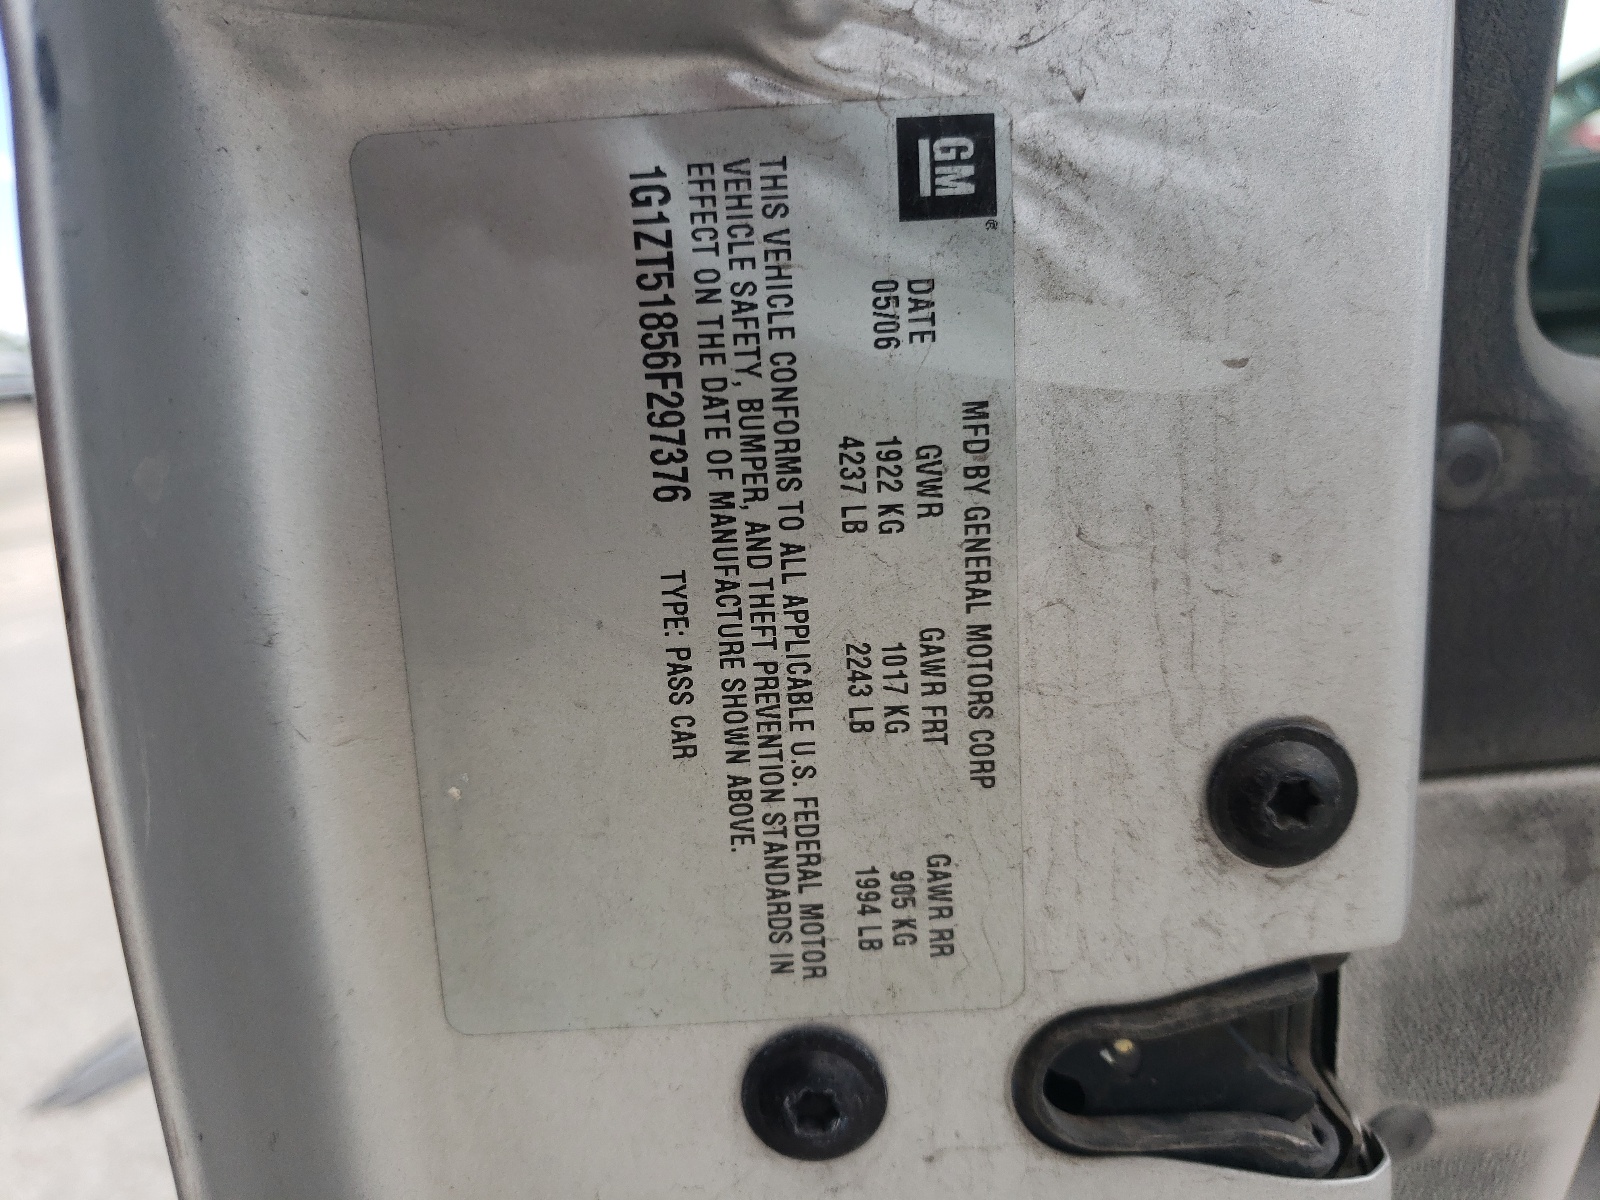 GM®
MFD BY GENERAL MOTORS CORP
DATE GVWR GAWR FRT GAWR RR
05/06 1922 KG 1017 KG 905 KG
4237 LB 2243 LB 1994 LB
THIS VEHICLE CONFORMS TO ALL APPLICABLE U.S. FEDERAL MOTOR
VEHICLE SAFETY, BUMPER, AND THEFT PREVENTION STANDARDS IN
EFFECT ON THE DATE OF MANUFACTURE SHOWN ABOVE.
1G1ZT51856F297376 TYPE: PASS CAR